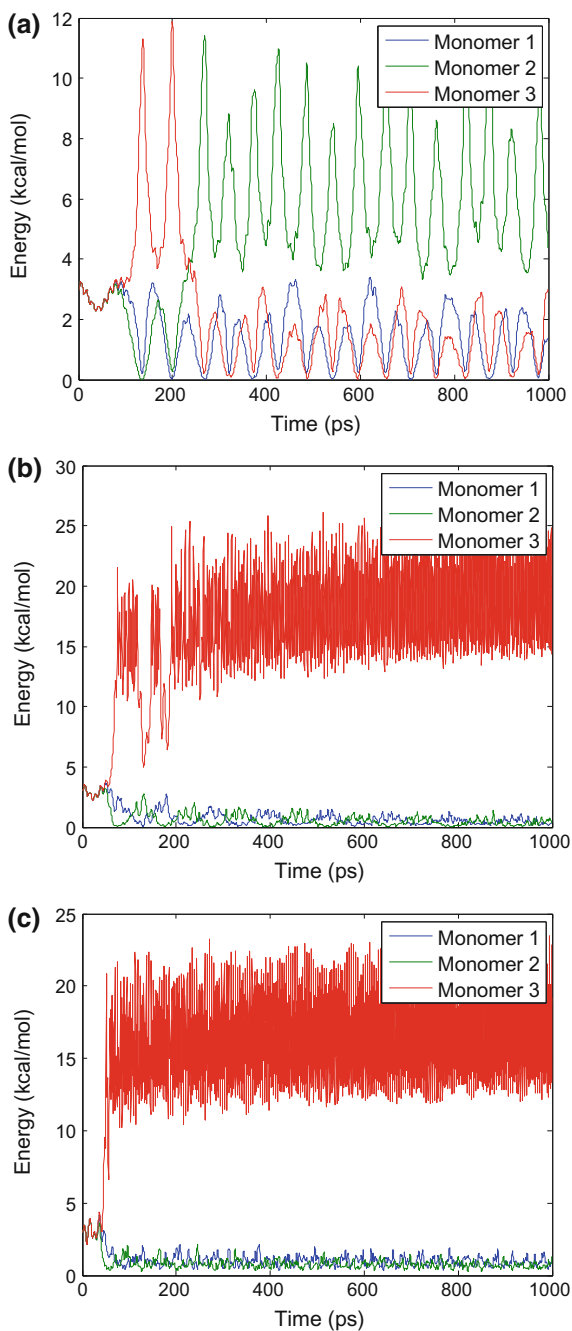 (a)
12
10
8
6
4
2
0
Energy (kcal/mol)
Monomer 1
Monomer 2
Monomer 3
0 200 400 600 800 1000
Time (ps)
(b)
30
25
20
15
10
5
0
Energy (kcal/mol)
Monomer 1
Monomer 2
Monomer 3
0 200 400 600 800 1000
Time (ps)
(c)
25
20
15
10
5
0
Energy (kcal/mol)
Monomer 1
Monomer 2
Monomer 3
0 200 400 600 800 1000
Time (ps)